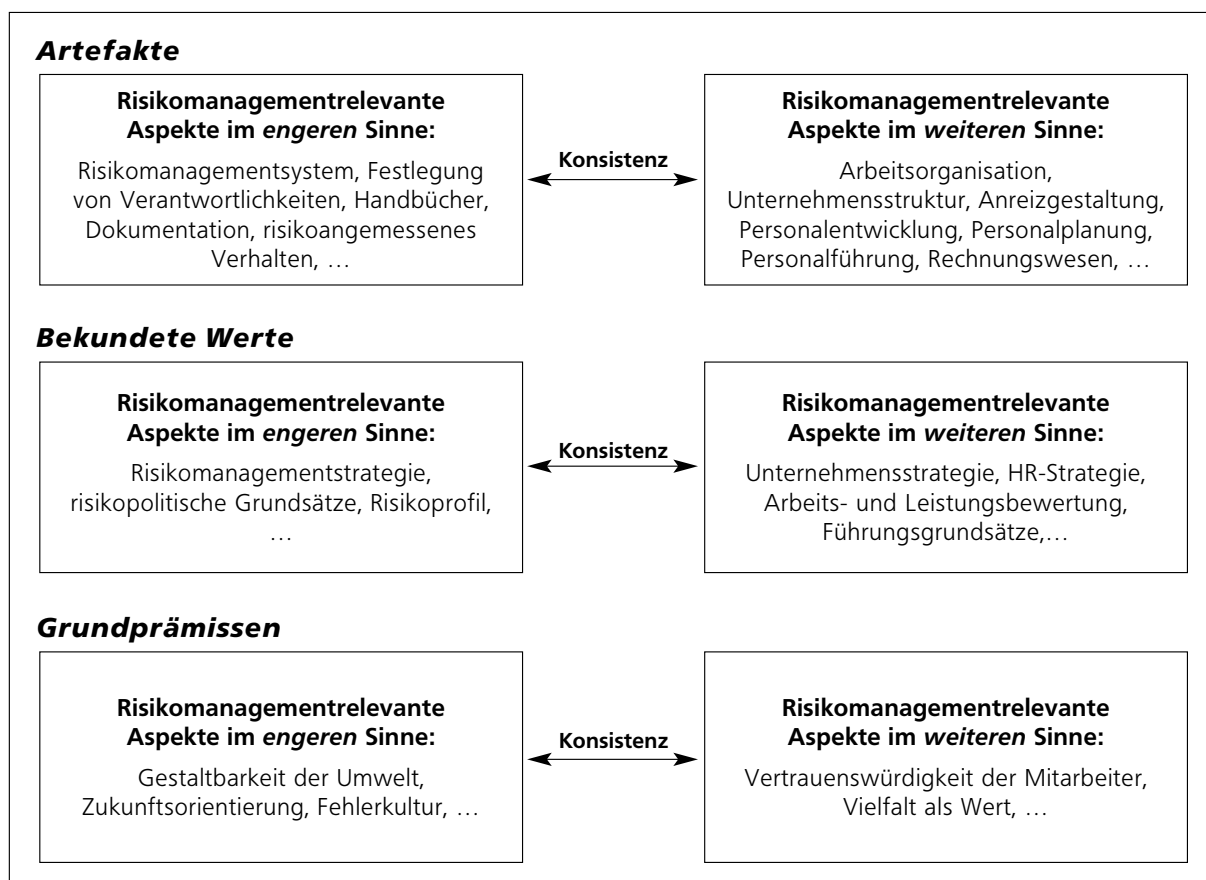 Artefakte
Risikomanagementrelevante
Aspekte im engeren Sinne:
Risikomanagementsystem, Festlegung
von Verantwortlichkeiten, Handbücher,
Dokumentation, risikoangemessenes
Verhalten, …
Konsistenz
Risikomanagementrelevante
Aspekte im weiteren Sinne:
Arbeitsorganisation,
Unternehmensstruktur, Anreizgestaltung,
Personalentwicklung, Personalplanung,
Personalführung, Rechnungswesen, …
Bekundete Werte
Risikomanagementrelevante
Aspekte im engeren Sinne:
Risikomanagementstrategie,
risikopolitische Grundsätze, Risikoprofil,
…
Konsistenz
Risikomanagementrelevante
Aspekte im weiteren Sinne:
Unternehmensstrategie, HR-Strategie,
Arbeits- und Leistungsbewertung,
Führungsgrundsätze,…
Grundprämissen
Risikomanagementrelevante
Aspekte im engeren Sinne:
Gestaltbarkeit der Umwelt,
Zukunftsorientierung, Fehlerkultur, …
Konsistenz
Risikomanagementrelevante
Aspekte im weiteren Sinne:
Vertrauenswürdigkeit der Mitarbeiter,
Vielfalt als Wert, …